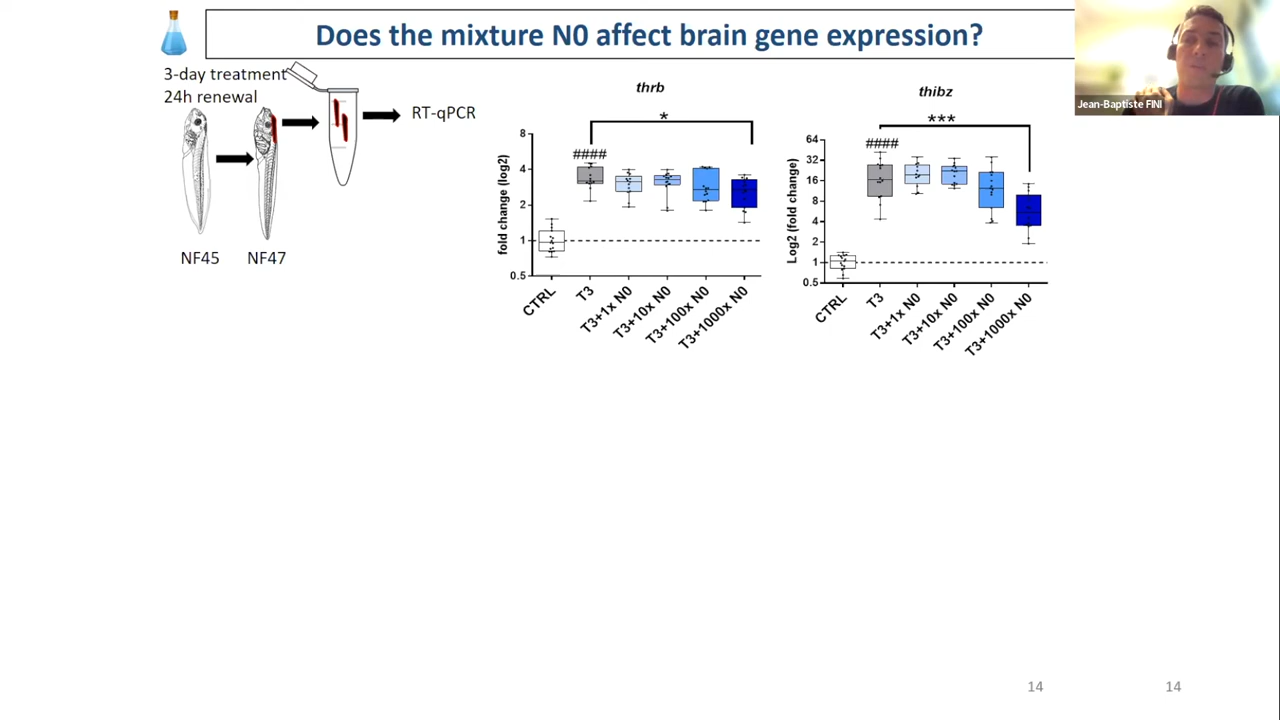 Does the mixture N0 affect brain gene expression?
Jean-Baptiste FINI
3-day treatment
24h renewal
RT-qPCR
NF45
NF47
thrb
*
####
fold change (log2)
8
4
2
1
0.5
CTRL
T3
T3+1x N0
T3+10x N0
T3+100x N0
T3+1000x N0
thibz
***
####
Log2 (fold change)
64
32
16
8
4
2
1
0.5
CTRL
T3
T3+1x N0
T3+10x N0
T3+100x N0
T3+1000x N0
14
14